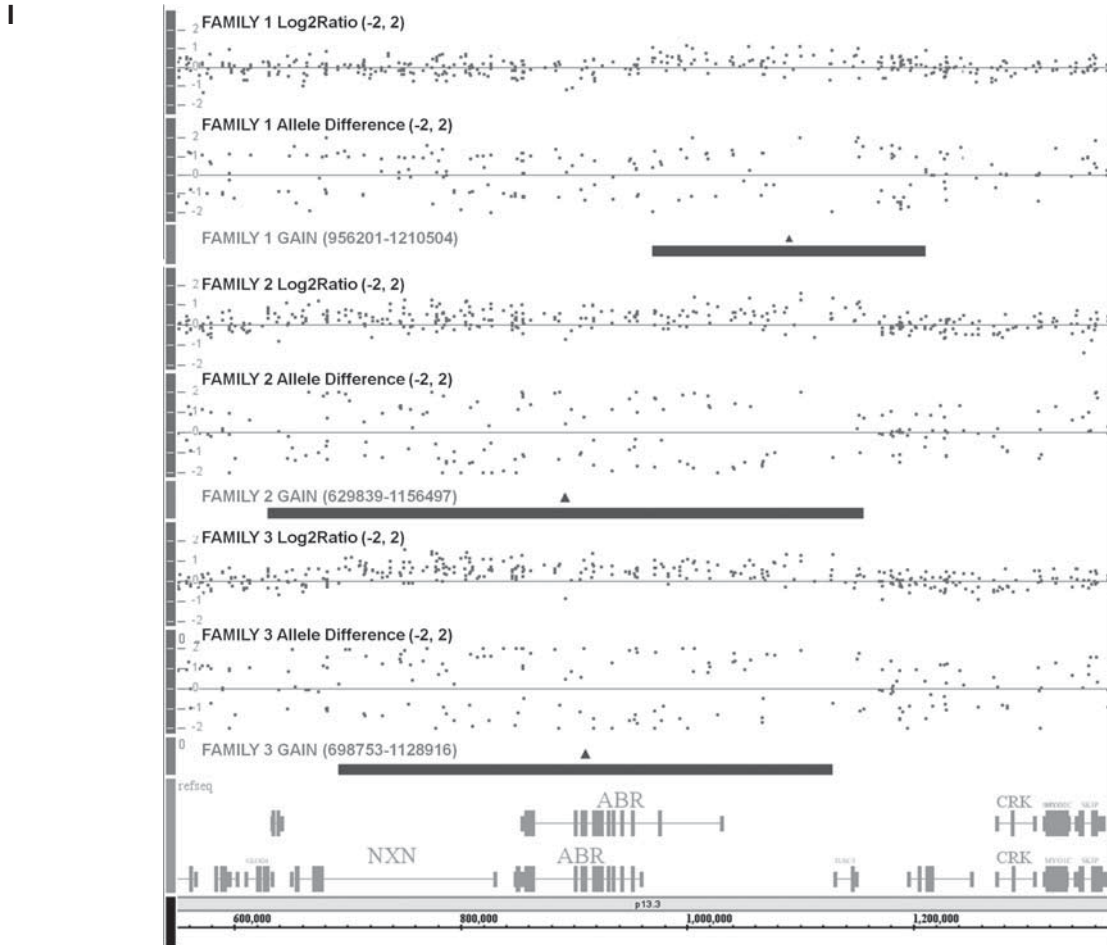 I
FAMILY 1 Log2Ratio (-2, 2)
2
1
0
-1
-2
FAMILY 1 Allele Difference (-2, 2)
2
1
0
-1
-2
FAMILY 1 GAIN (956201-1210504)
FAMILY 2 Log2Ratio (-2, 2)
2
1
0
-1
-2
FAMILY 2 Allele Difference (-2, 2)
2
1
0
-1
-2
FAMILY 2 GAIN (629839-1156497)
FAMILY 3 Log2Ratio (-2, 2)
2
1
0
-1
-2
0
FAMILY 3 Allele Difference (-2, 2)
2
1
0
-1
-2
0
FAMILY 3 GAIN (698753-1128916)
refseq
ABR CRK SKIP
NXN ABR CRK MYO1C SKIP
p13.3
600,000 800,000 1,000,000 1,200,000